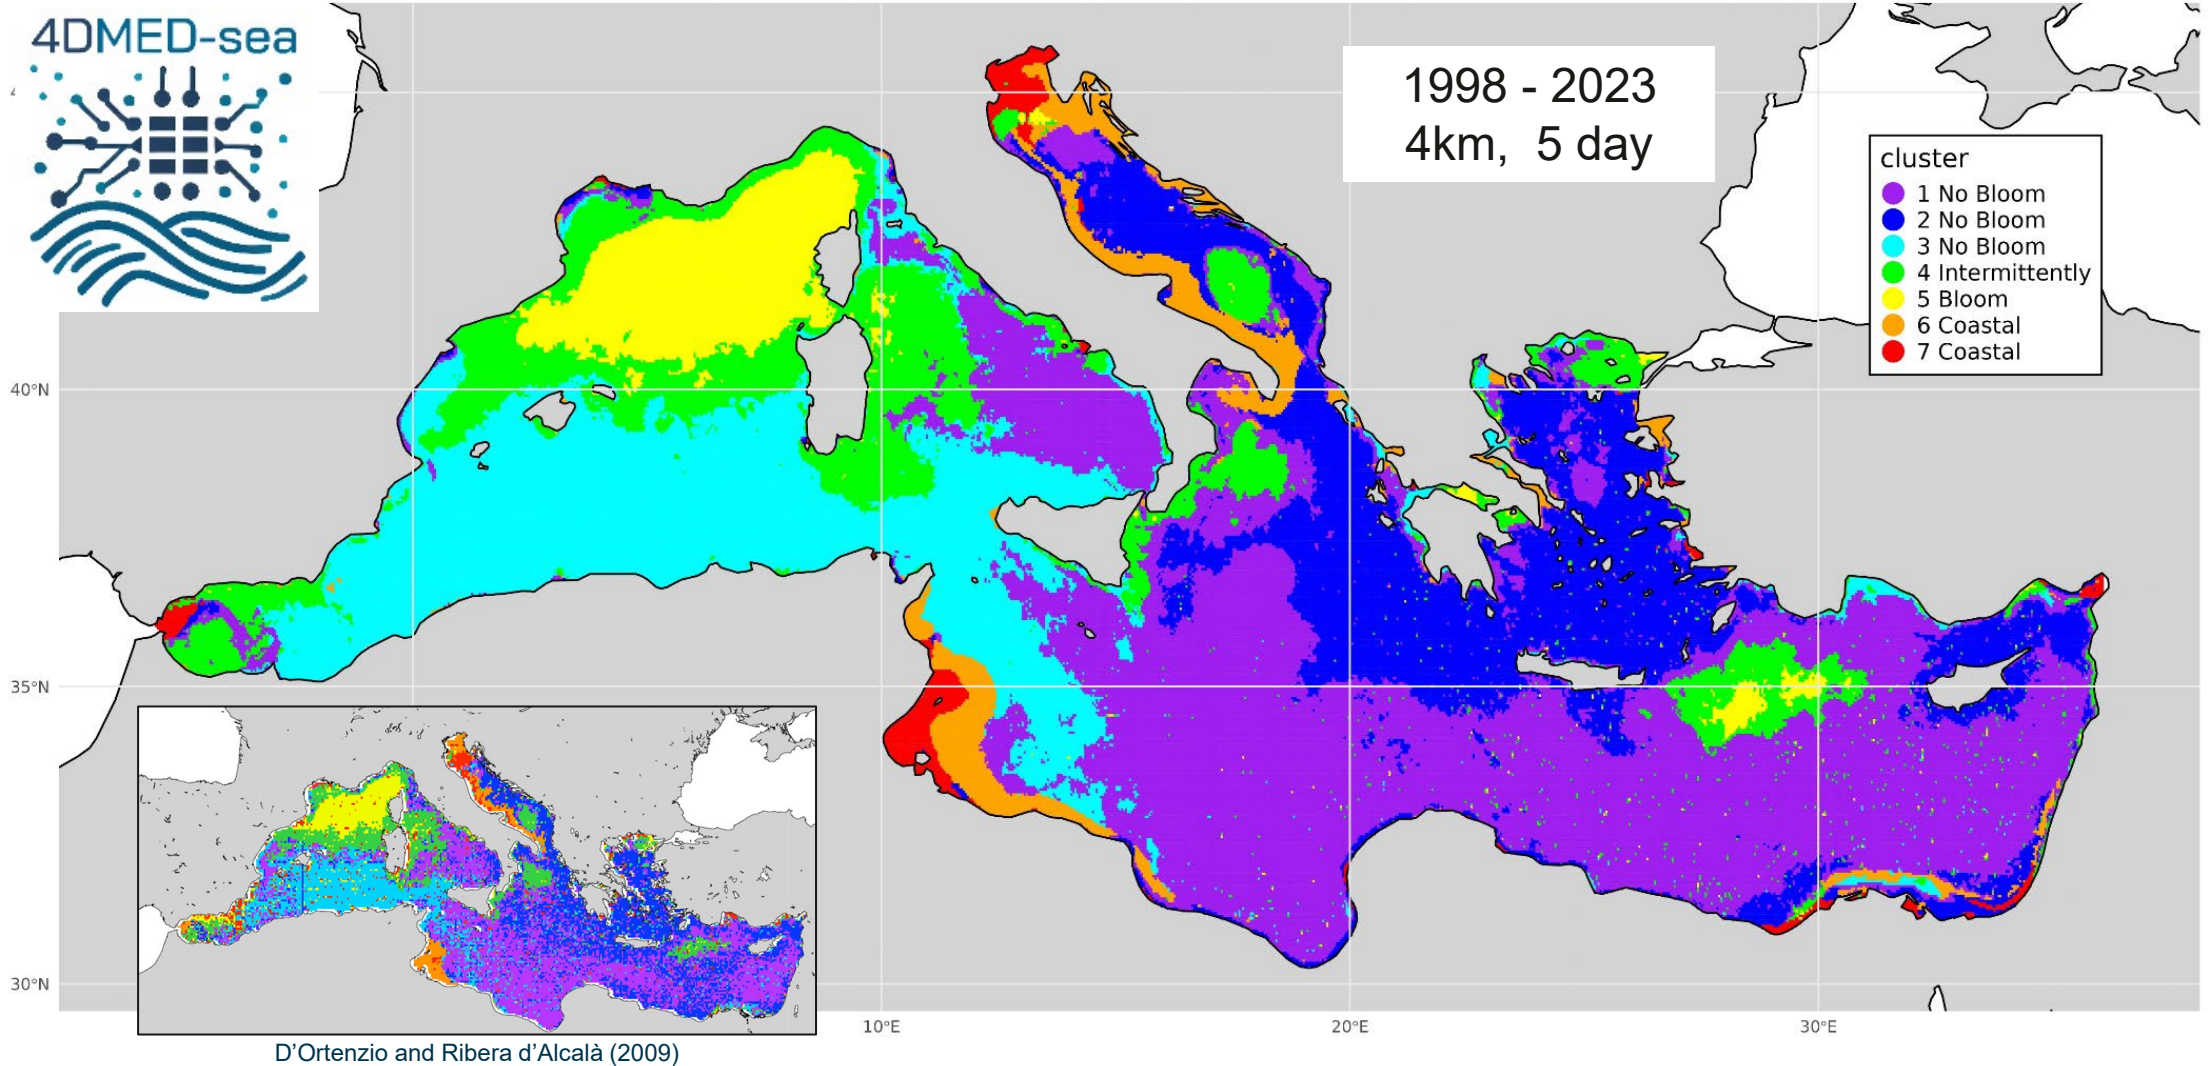 4DMED-sea
1998 - 2023
4km, 5 day
cluster
1 No Bloom
2 No Bloom
3 No Bloom
4 Intermittently
5 Bloom
6 Coastal
7 Coastal
40°N
35°N
30°N
10°E
20°E
30°E
D'Ortenzio and Ribera d'Alcalà (2009)